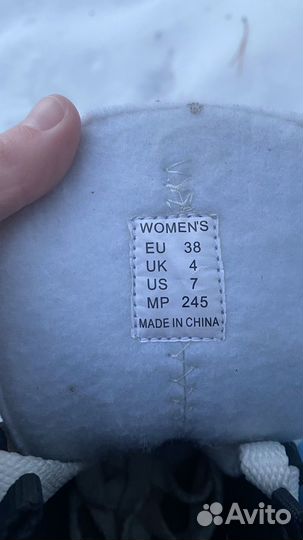 WOMEN'S
EU 38
UK 4
US 7
MP 245
MADE IN CHINA
Avito